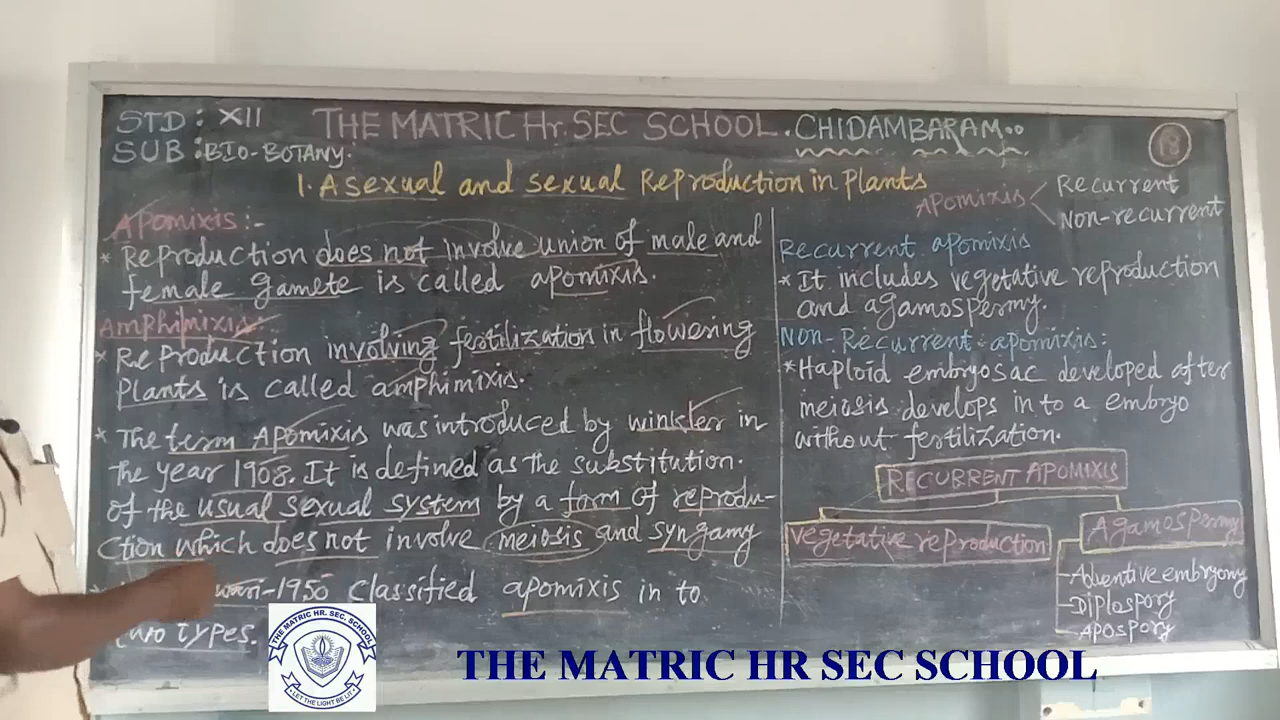 STD : XII
THE MATRIC Hr. SEC SCHOOL. CHIDAMBARAM..
SUB : BIO-BOTANY.
18
1. Asexual and sexual Reproduction in Plants
Apomixis :-
* Reproduction does not involve union of male and
female gamete is called apomixis.
Amphimixis:
* Reproduction involving fertilization in flowering
Plants is called amphimixis.
* The term Apomixis was introduced by winkler in
the year 1908. It is defined as the substitution.
of the usual sexual system by a form of reprodu-
ction which does not involve meiosis and syngamy
-1950 classified apomixis in to
two types.
Apomixis
Recurrent
Non-recurrent
Recurrent apomixis
* It includes vegetative reproduction
and agamospermy.
Non-Recurrent apomixis:
* Haploid embryosac developed after
meiosis develops in to a embryo
without fertilization.
RECURRENT APOMIXIS
Vegetative reproduction
Agamospermy
Adventive embryony
Diplospory
Apospory
THE MATRIC HR. SEC. SCHOOL
LET THE LIGHT BE LIT
THE MATRIC HR SEC SCHOOL